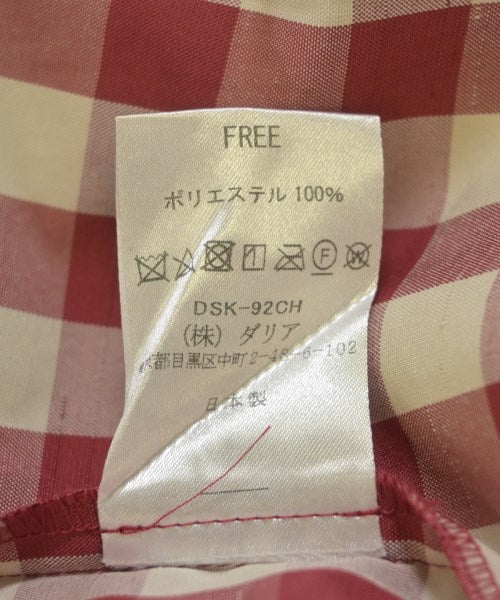 FREE
ポリエステル 100%
F W
DSK-92CH
(株) ダリア
都目黒区中町2-48-6-102
日本製